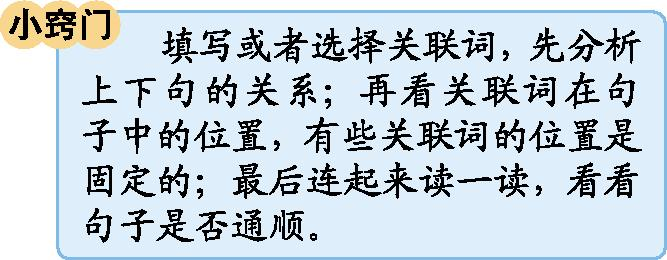 小窍门
填写或者选择关联词，先分析
上下句的关系；再看关联词在句
子中的位置，有些关联词的位置是
固定的；最后连起来读一读，看看
句子是否通顺。